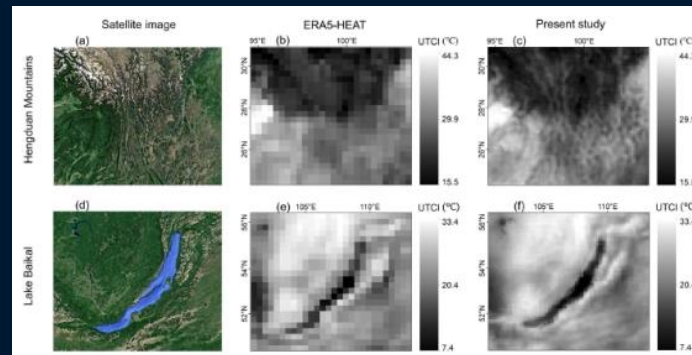 Satellite image
ERA5-HEAT
Present study
Hengduan Mountains
(a)
95°E
(b)
100°E
UTCI (℃)
30°N
28°N
26°N
44.3
29.9
15.5
95°E
(c)
100°E
UTCI (℃)
30°N
28°N
26°N
44.3
29.9
15.5
Lake Baikal
(d)
(e)
105°E
110°E
UTCI (℃)
56°N
54°N
52°N
33.4
20.4
7.4
105°E
(f)
110°E
UTCI (℃)
56°N
54°N
52°N
33.4
20.4
7.4